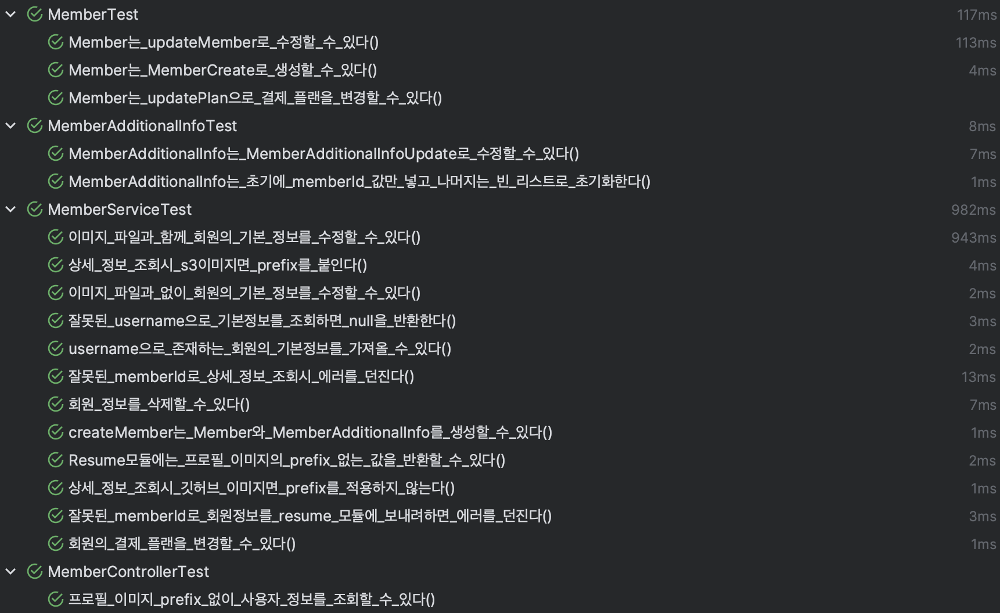 MemberTest 117ms
Member는_updateMember로_수정할_수_있다() 113ms
Member는_MemberCreate로_생성할_수_있다() 4ms
Member는_updatePlan으로_결제_플랜을_변경할_수_있다()
MemberAdditionalInfoTest 8ms
MemberAdditionalInfo는_MemberAdditionalInfoUpdate로_수정할_수_있다() 7ms
MemberAdditionalInfo는_초기에_memberId_값만_넣고_나머지는_빈_리스트로_초기화한다() 1ms
MemberServiceTest 982ms
이미지_파일과_함께_회원의_기본_정보를_수정할_수_있다() 943ms
상세_정보_조회시_s3이미지면_prefix를_붙인다() 4ms
이미지_파일과_없이_회원의_기본_정보를_수정할_수_있다() 2ms
잘못된_username으로_기본정보를_조회하면_null을_반환한다() 3ms
username으로_존재하는_회원의_기본정보를_가져올_수_있다() 2ms
잘못된_memberId로_상세_정보_조회시_에러를_던진다() 13ms
회원_정보를_삭제할_수_있다() 7ms
createMember는_Member와_MemberAdditionalInfo를_생성할_수_있다() 1ms
Resume모듈에는_프로필_이미지의_prefix_없는_값을_반환할_수_있다() 2ms
상세_정보_조회시_깃허브_이미지면_prefix를_적용하지_않는다() 1ms
잘못된_memberId로_회원정보를_resume_모듈에_보내려하면_에러를_던진다() 3ms
회원의_결제_플랜을_변경할_수_있다() 1ms
MemberControllerTest
프로필_이미지_prefix_없이_사용자_정보를_조회할_수_있다()